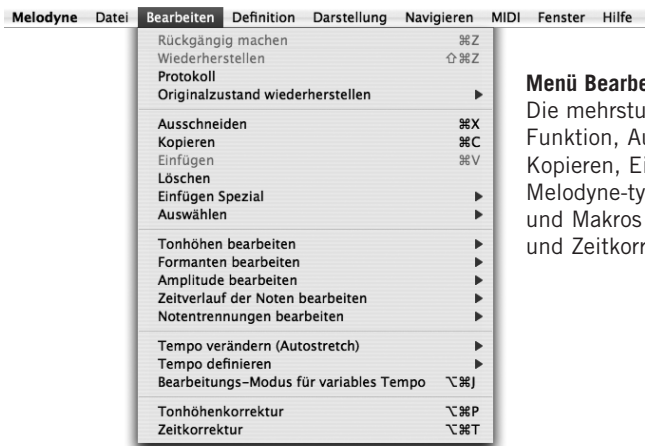 Melodyne Datei Bearbeiten Definition Darstellung Navigieren MIDI Fenster Hilfe
Rückgängig machen ⌘Z
Wiederherstellen ⇧⌘Z
Protokoll
Originalzustand wiederherstellen ▶
Ausschneiden ⌘X
Kopieren ⌘C
Einfügen ⌘V
Löschen
Einfügen Spezial ▶
Auswählen ▶
Tonhöhen bearbeiten ▶
Formanten bearbeiten ▶
Amplitude bearbeiten ▶
Zeitverlauf der Noten bearbeiten ▶
Notentrennungen bearbeiten ▶
Tempo verändern (Autostretch) ▶
Tempo definieren ▶
Bearbeitungs-Modus für variables Tempo ⌥⌘J
Tonhöhenkorrektur ⌥⌘P
Zeitkorrektur ⌥⌘T
Menü Bearbe
Die mehrstu
Funktion, Au
Kopieren, Ei
Melodyne-ty
und Makros
und Zeitkorr